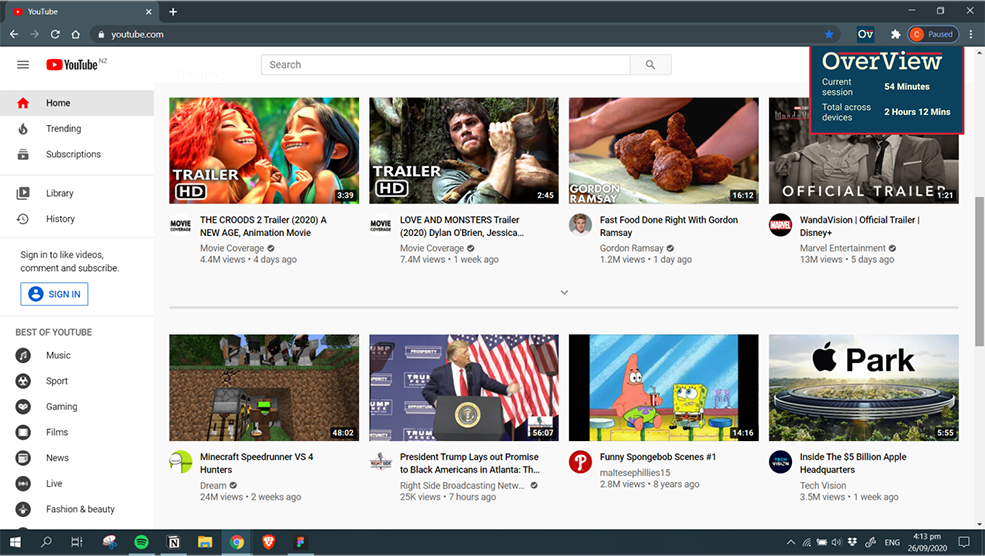 YouTube
youtube.com
Ov
C Paused
YouTube NZ
Search
OverView
Current session 54 Minutes
Total across devices 2 Hours 12 Mins
Home
Trending
Subscriptions
Library
History
Sign in to like videos,
comment and subscribe.
SIGN IN
BEST OF YOUTUBE
Music
Sport
Gaming
Films
News
Live
Fashion & beauty
TRAILER
HD
3:39
MOVIE COVERAGE
THE CROODS 2 Trailer (2020) A
NEW AGE, Animation Movie
Movie Coverage
4.4M views • 4 days ago
TRAILER
HD
2:45
MOVIE COVERAGE
LOVE AND MONSTERS Trailer
(2020) Dylan O'Brien, Jessica...
Movie Coverage
7.4M views • 1 week ago
GORDON
RAMSAY
16:12
Fast Food Done Right With Gordon
Ramsay
Gordon Ramsay
1.2M views • 1 day ago
OFFICIAL TRAILER
1:21
MARVEL
WandaVision | Official Trailer |
Disney+
Marvel Entertainment
13M views • 5 days ago
48:02
Minecraft Speedrunner VS 4
Hunters
Dream
24M views • 2 weeks ago
PROSPERITY
TRUMP
56:07
President Trump Lays out Promise
to Black Americans in Atlanta: Th...
Right Side Broadcasting Netw...
25K views • 7 hours ago
14:16
Funny Spongebob Scenes #1
maltesephillies15
2.8M views • 8 years ago
Park
5:55
TECH VISION
Inside The $5 Billion Apple
Headquarters
Tech Vision
3.5M views • 1 week ago
ENG
4:13 pm
26/09/2020